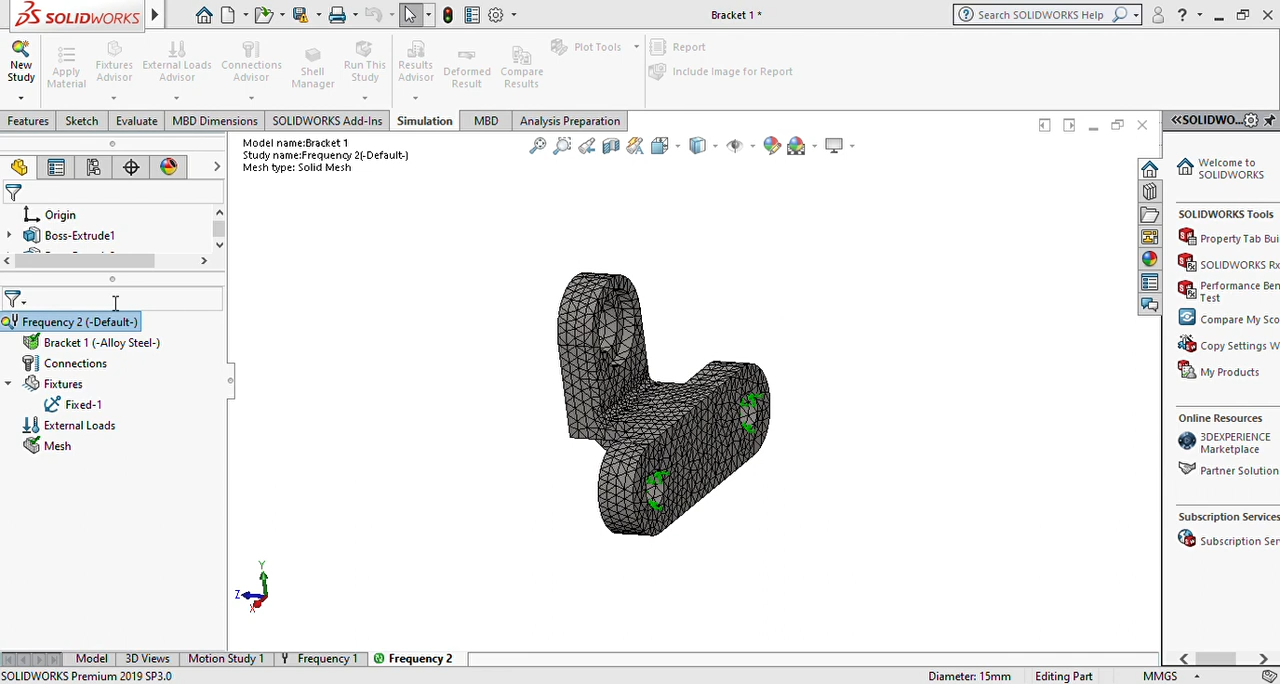 SOLIDWORKS
Bracket 1 *
Search SOLIDWORKS Help
?
New Study
Apply Material
Fixtures Advisor
External Loads Advisor
Connections Advisor
Shell Manager
Run This Study
Results Advisor
Deformed Result
Compare Results
Plot Tools
Report
Include Image for Report
Features
Sketch
Evaluate
MBD Dimensions
SOLIDWORKS Add-Ins
Simulation
MBD
Analysis Preparation
Origin
Boss-Extrude1
Frequency 2 (-Default-)
Bracket 1 (-Alloy Steel-)
Connections
Fixtures
Fixed-1
External Loads
Mesh
Model name:Bracket 1
Study name:Frequency 2(-Default-)
Mesh type: Solid Mesh
Y
Z
X
SOLIDWO...
Welcome to
SOLIDWORKS
SOLIDWORKS Tools
Property Tab Bui
SOLIDWORKS Rx
Performance Ben
Test
Compare My Sco
Copy Settings W
My Products
Online Resources
3DEXPERIENCE
Marketplace
Partner Solution
Subscription Services
Subscription Ser
Model
3D Views
Motion Study 1
Frequency 1
Frequency 2
SOLIDWORKS Premium 2019 SP3.0
Diameter: 15mm
Editing Part
MMGS